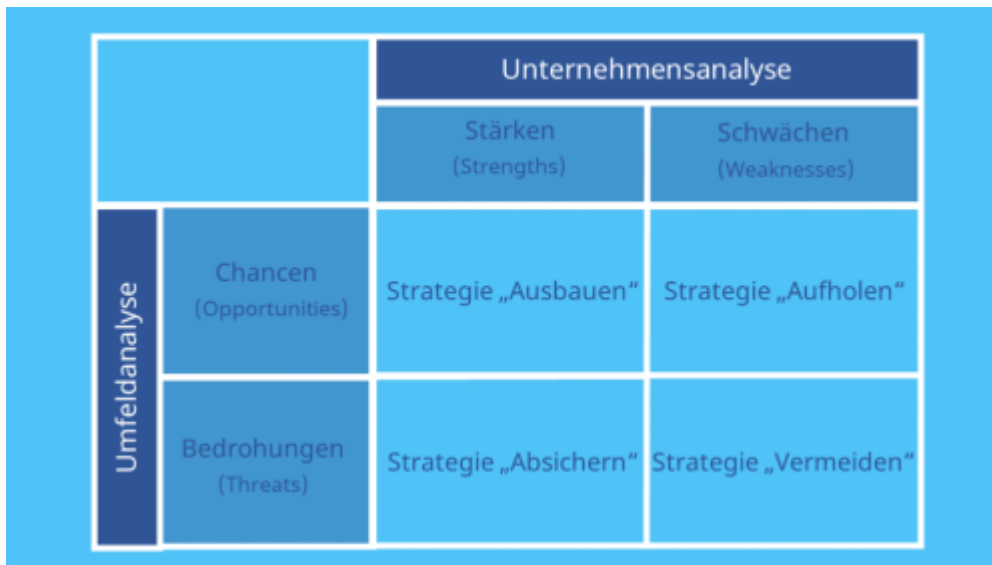 Unternehmensanalyse
Stärken
(Strengths)
Schwächen
(Weaknesses)
Umfeldanalyse
Chancen
(Opportunities)
Strategie „Ausbauen“
Strategie „Aufholen“
Bedrohungen
(Threats)
Strategie „Absichern“
Strategie „Vermeiden“